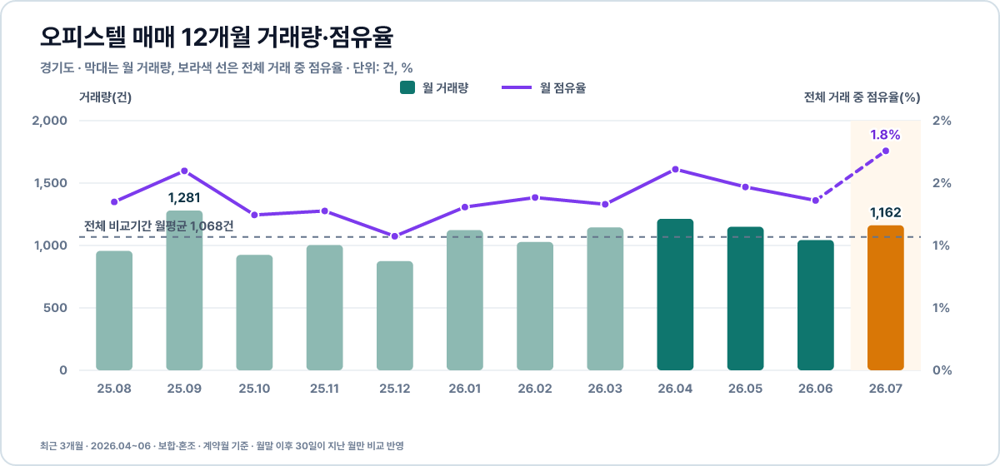 오피스텔 매매 12개월 거래량·점유율
경기도 · 막대는 월 거래량, 보라색 선은 전체 거래 중 점유율 · 단위: 건, %
월 거래량
월 점유율
거래량(건)
전체 거래 중 점유율(%)
2,000
2%
1.8%
1,500
2%
1,281
1,162
전체 비교기간 월평균 1,068건
1,000
1%
500
1%
0
0%
25.08 25.09 25.10 25.11 25.12 26.01 26.02 26.03 26.04 26.05 26.06 26.07
최근 3개월 · 2026.04~06 · 보합·혼조 · 계약월 기준 · 월말 이후 30일이 지난 월만 비교 반영